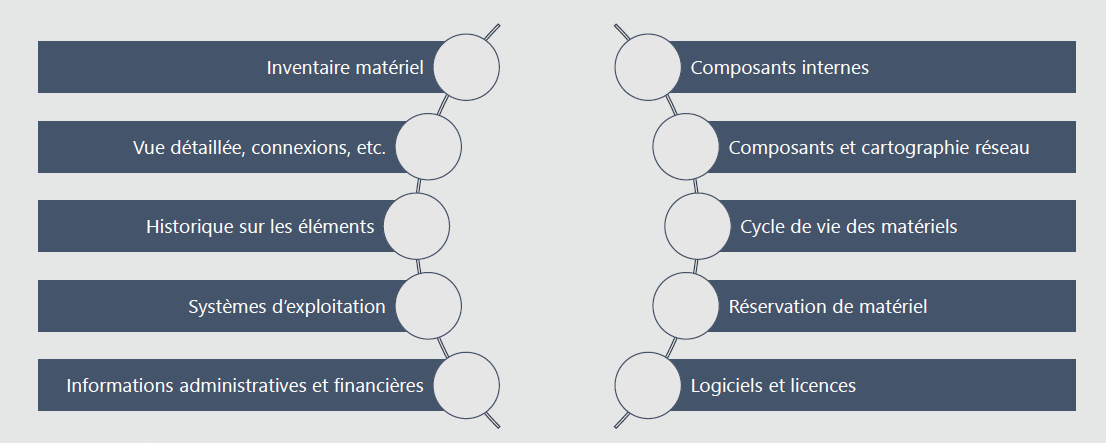 Inventaire matériel
Vue détaillée, connexions, etc.
Historique sur les éléments
Systèmes d’exploitation
Informations administratives et financières
Composants internes
Composants et cartographie réseau
Cycle de vie des matériels
Réservation de matériel
Logiciels et licences